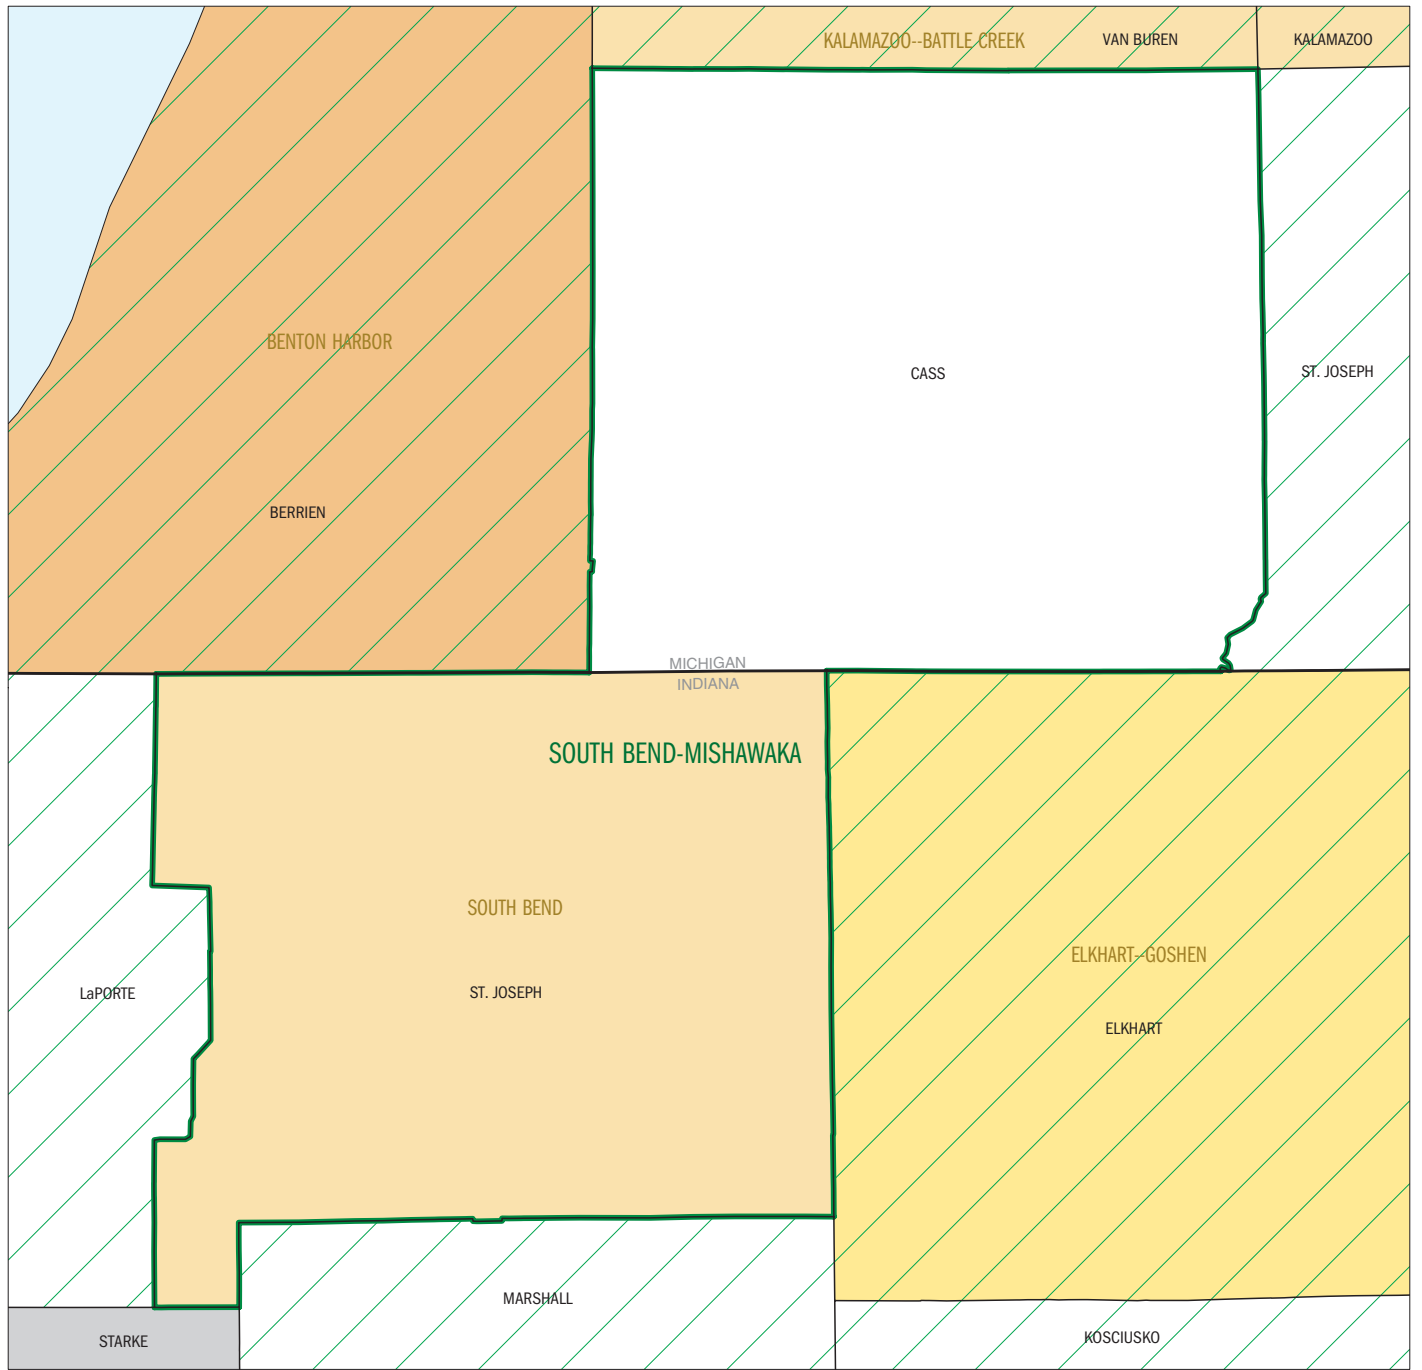 KALAMAZOO--BATTLE CREEK
VAN BUREN
KALAMAZOO
BENTON HARBOR
CASS
ST. JOSEPH
BERRIEN
MICHIGAN
INDIANA
SOUTH BEND-MISHAWAKA
SOUTH BEND
ELKHART--GOSHEN
LaPORTE
ST. JOSEPH
ELKHART
MARSHALL
STARKE
KOSCIUSKO